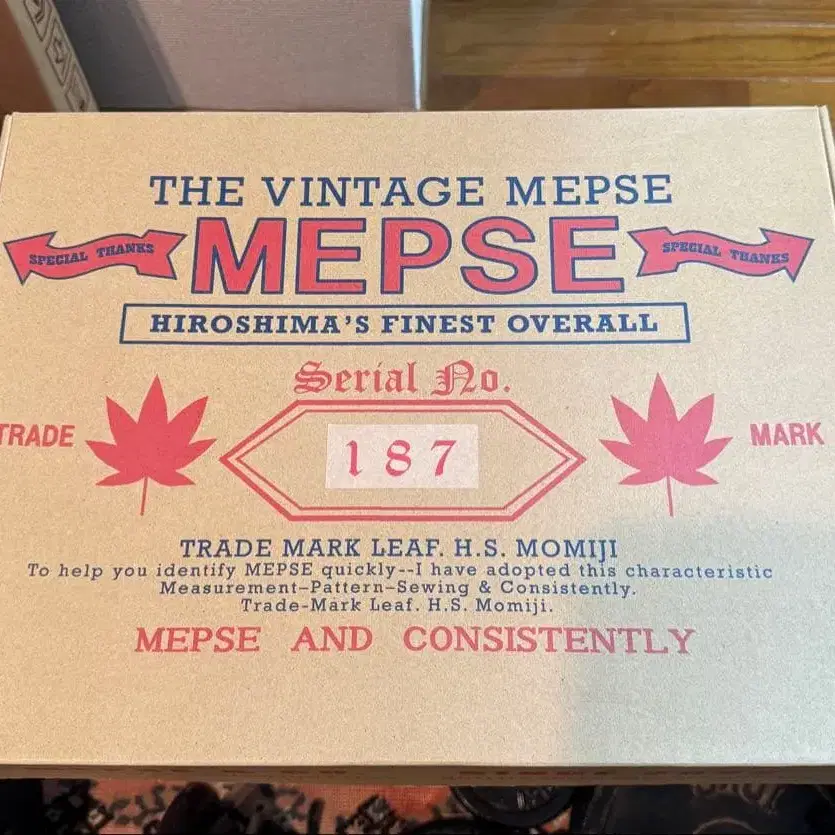 THE VINTAGE MEPSE
SPECIAL THANKS MEPSE SPECIAL THANKS
HIROSHIMA'S FINEST OVERALL
Serial No.
TRADE 187 MARK
TRADE MARK LEAF. H.S. MOMIJI
To help you identify MEPSE quickly--I have adopted this characteristic
Measurement-Pattern-Sewing & Consistently.
Trade-Mark Leaf. H.S. Momiji.
MEPSE AND CONSISTENTLY